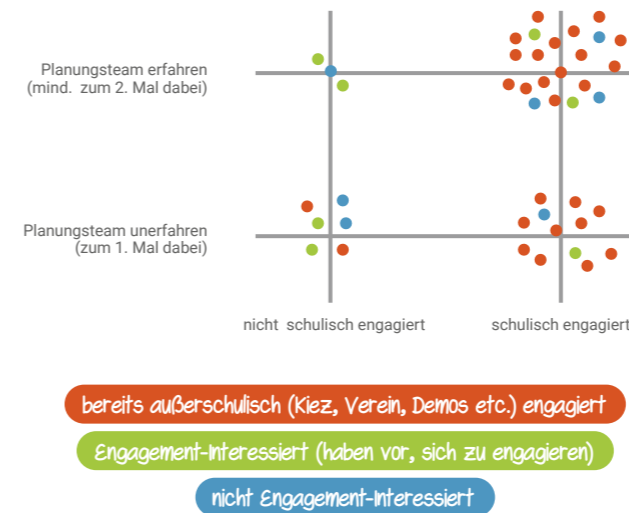 Planungsteam erfahren
(mind. zum 2. Mal dabei)
Planungsteam unerfahren
(zum 1. Mal dabei)
nicht schulisch engagiert
schulisch engagiert
bereits außerschulisch (Kiez, Verein, Demos etc.) engagiert
Engagement-Interessiert (haben vor, sich zu engagieren)
nicht Engagement-Interessiert